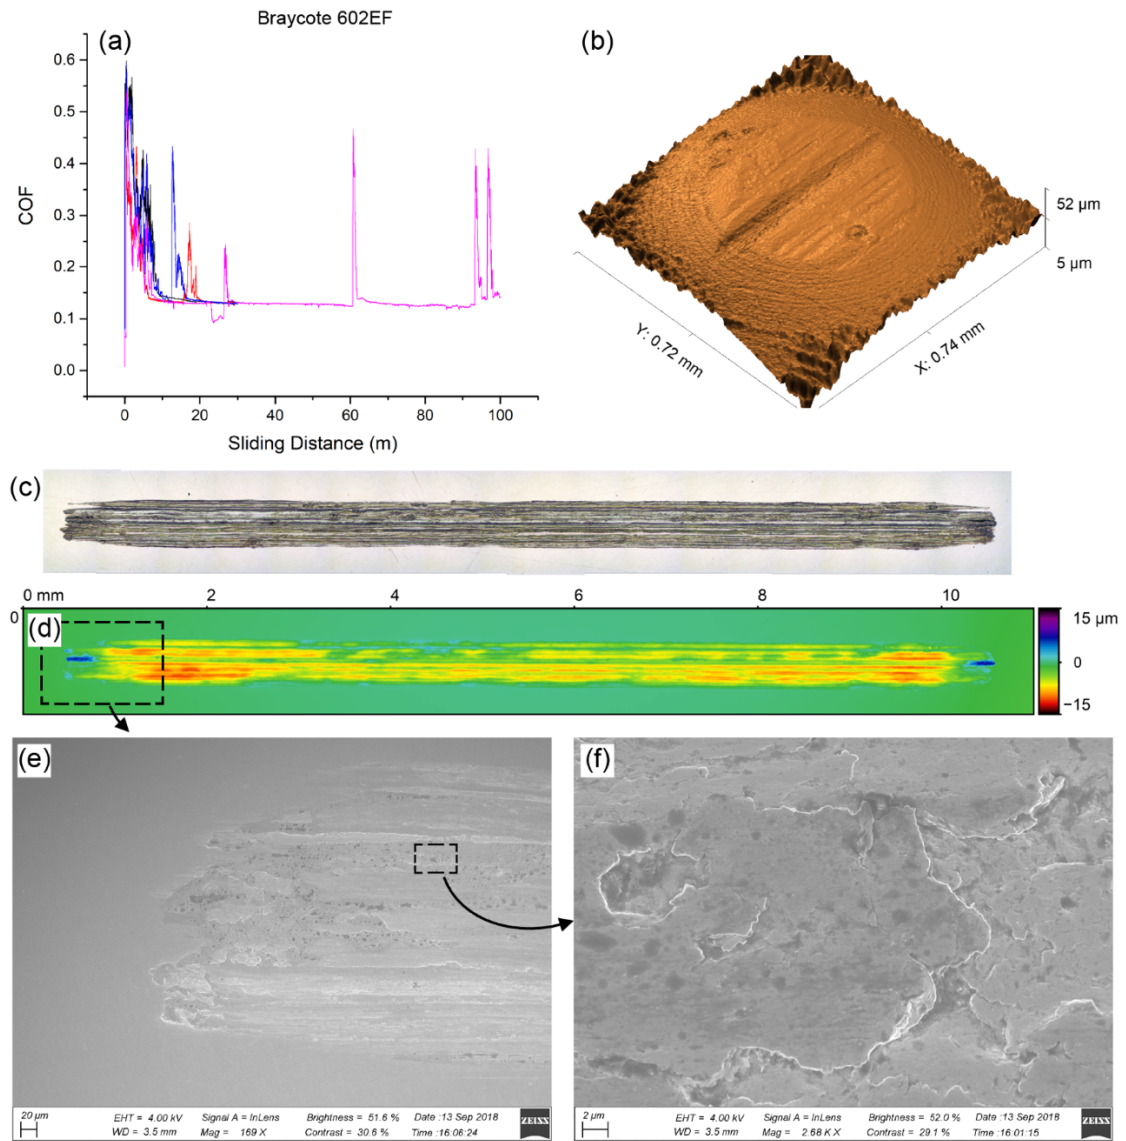 Braycote 602EF
(a)
0.6
0.5
0.4
0.3
0.2
0.1
0.0
COF
0 20 40 60 80 100
Sliding Distance (m)
(b)
52 µm
5 µm
Y: 0.72 mm
X: 0.74 mm
(c)
0 mm 2 4 6 8 10
0
(d)
15 µm
0
−15
(e)
20 µm
EHT = 4.00 kV Signal A = InLens Brightness = 51.6 % Date :13 Sep 2018
WD = 3.5 mm Mag = 169 X Contrast = 30.6 % Time :16:06:24
ZEISS
(f)
2 µm
EHT = 4.00 kV Signal A = InLens Brightness = 52.0 % Date :13 Sep 2018
WD = 3.5 mm Mag = 2.68 K X Contrast = 29.1 % Time :16:01:15
ZEISS